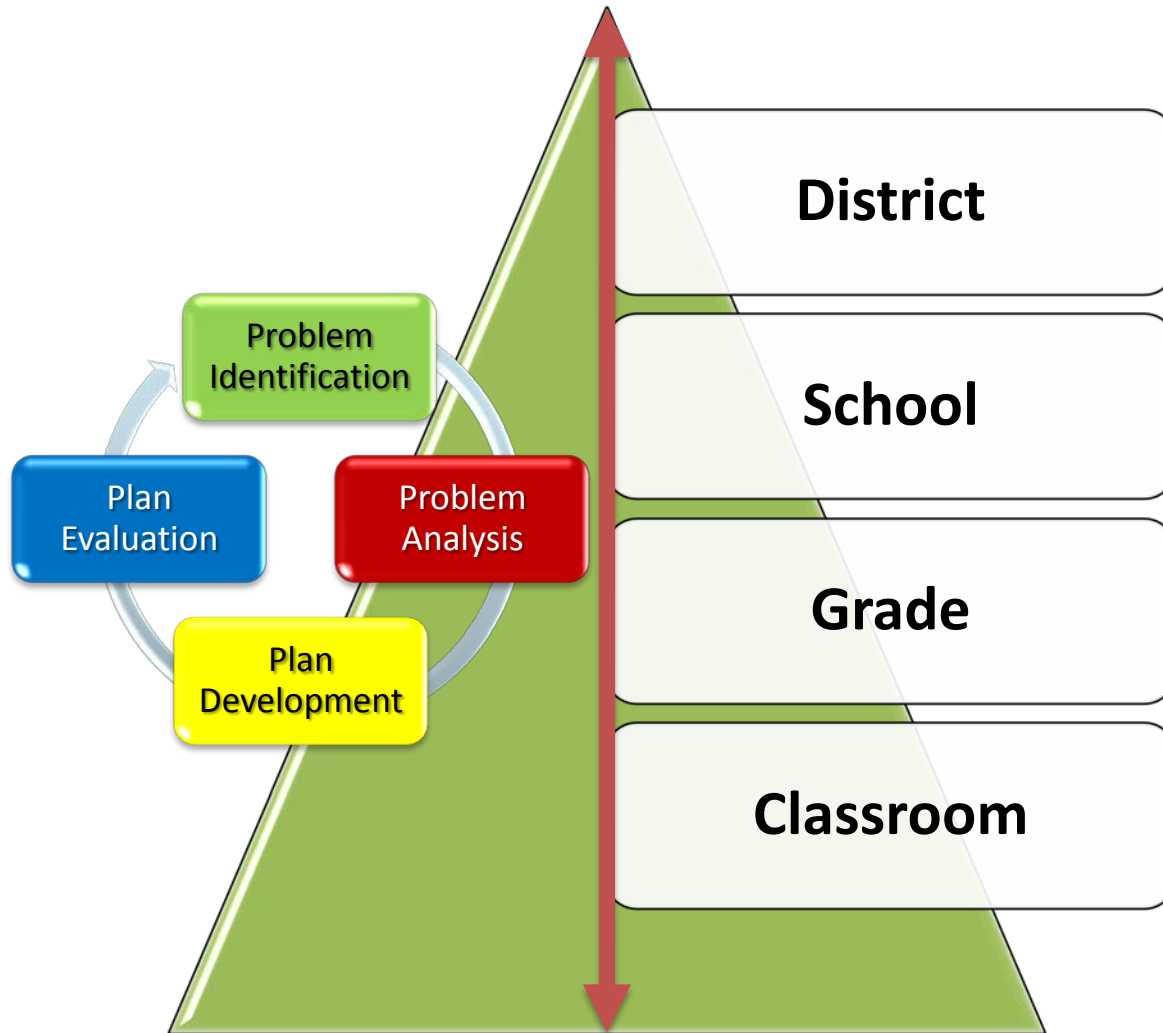 District
School
Grade
Classroom
Problem
Identification
Problem
Analysis
Plan
Development
Plan
Evaluation